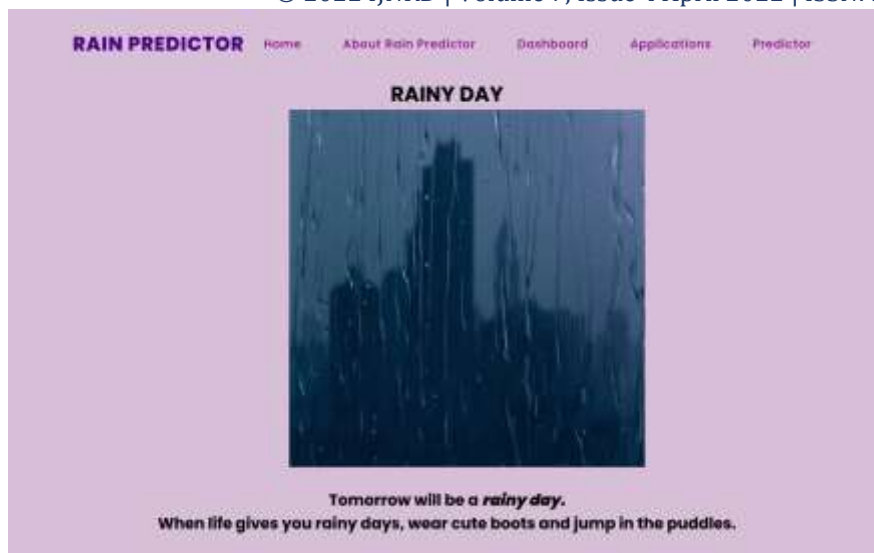 RAIN PREDICTOR Home About Rain Predictor Dashboard Applications Predictor
RAINY DAY
Tomorrow will be a rainy day.
When life gives you rainy days, wear cute boots and jump in the puddles.